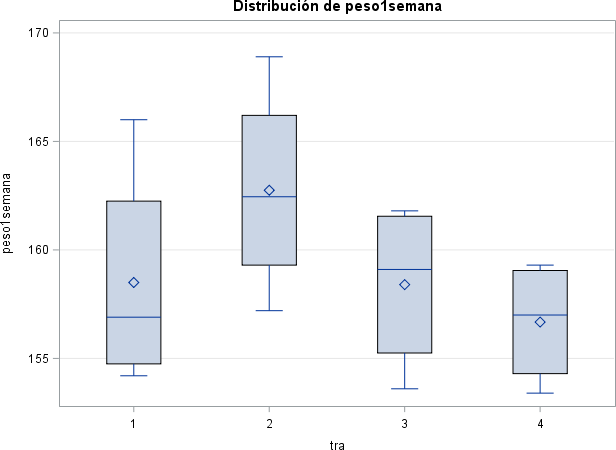 Distribución de peso1semana
170
165
160
155
peso1semana
1 2 3 4
tra